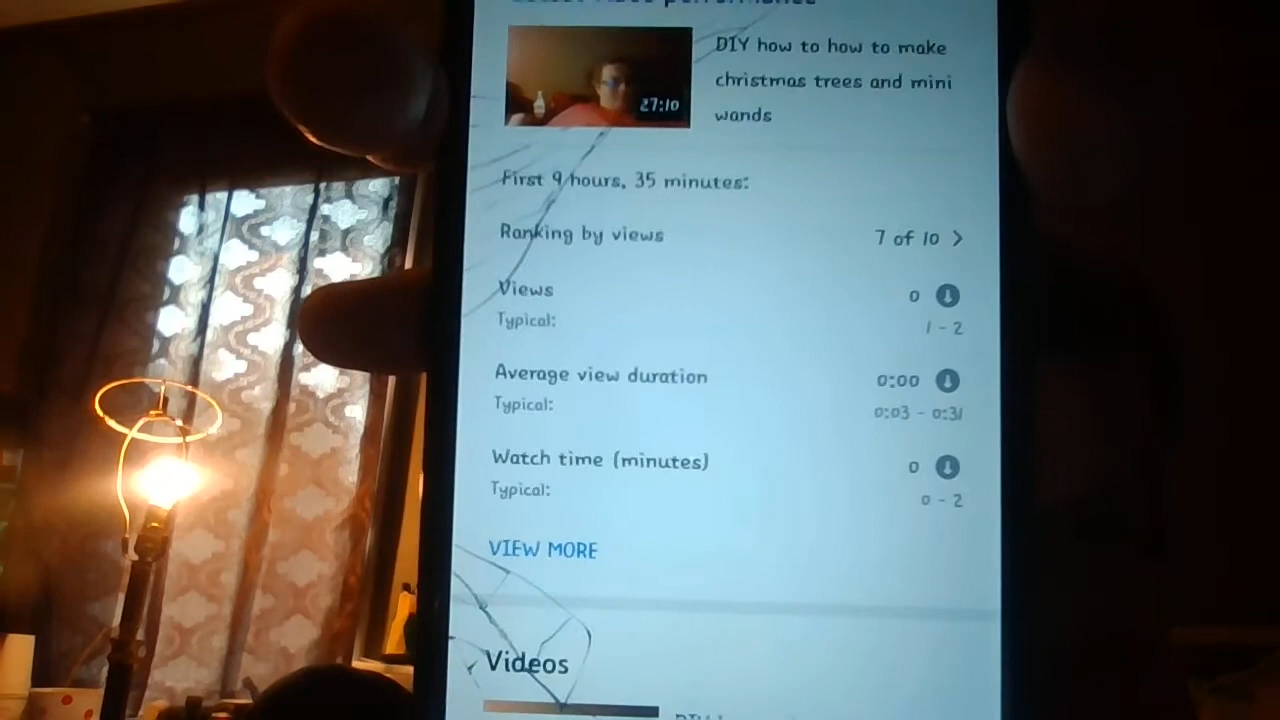 DIY how to how to make
christmas trees and mini
wands
27:10
First 9 hours, 35 minutes:
Ranking by views 7 of 10 >
Views 0
Typical: 1 - 2
Average view duration 0:00
Typical: 0:03 - 0:31
Watch time (minutes) 0
Typical: 0 - 2
VIEW MORE
Videos